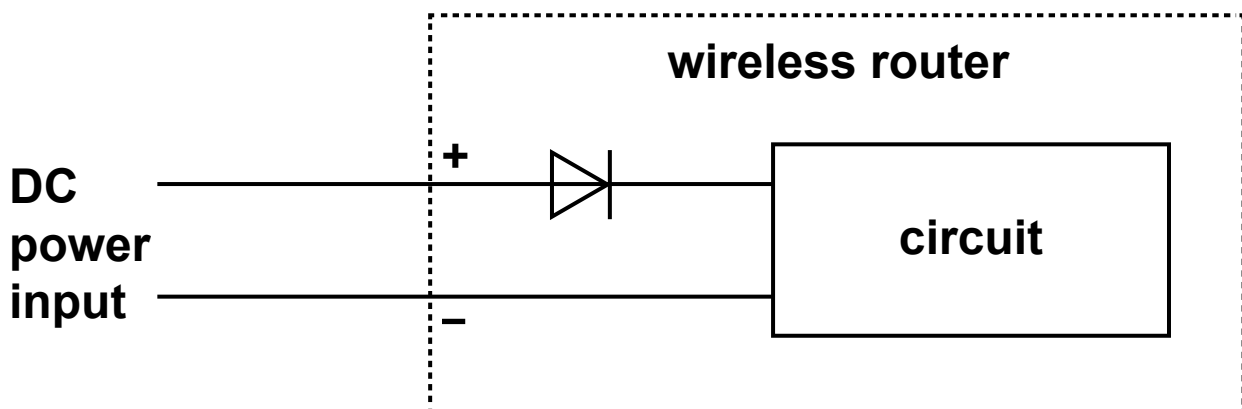 wireless router
+
DC
power
input
circuit
–